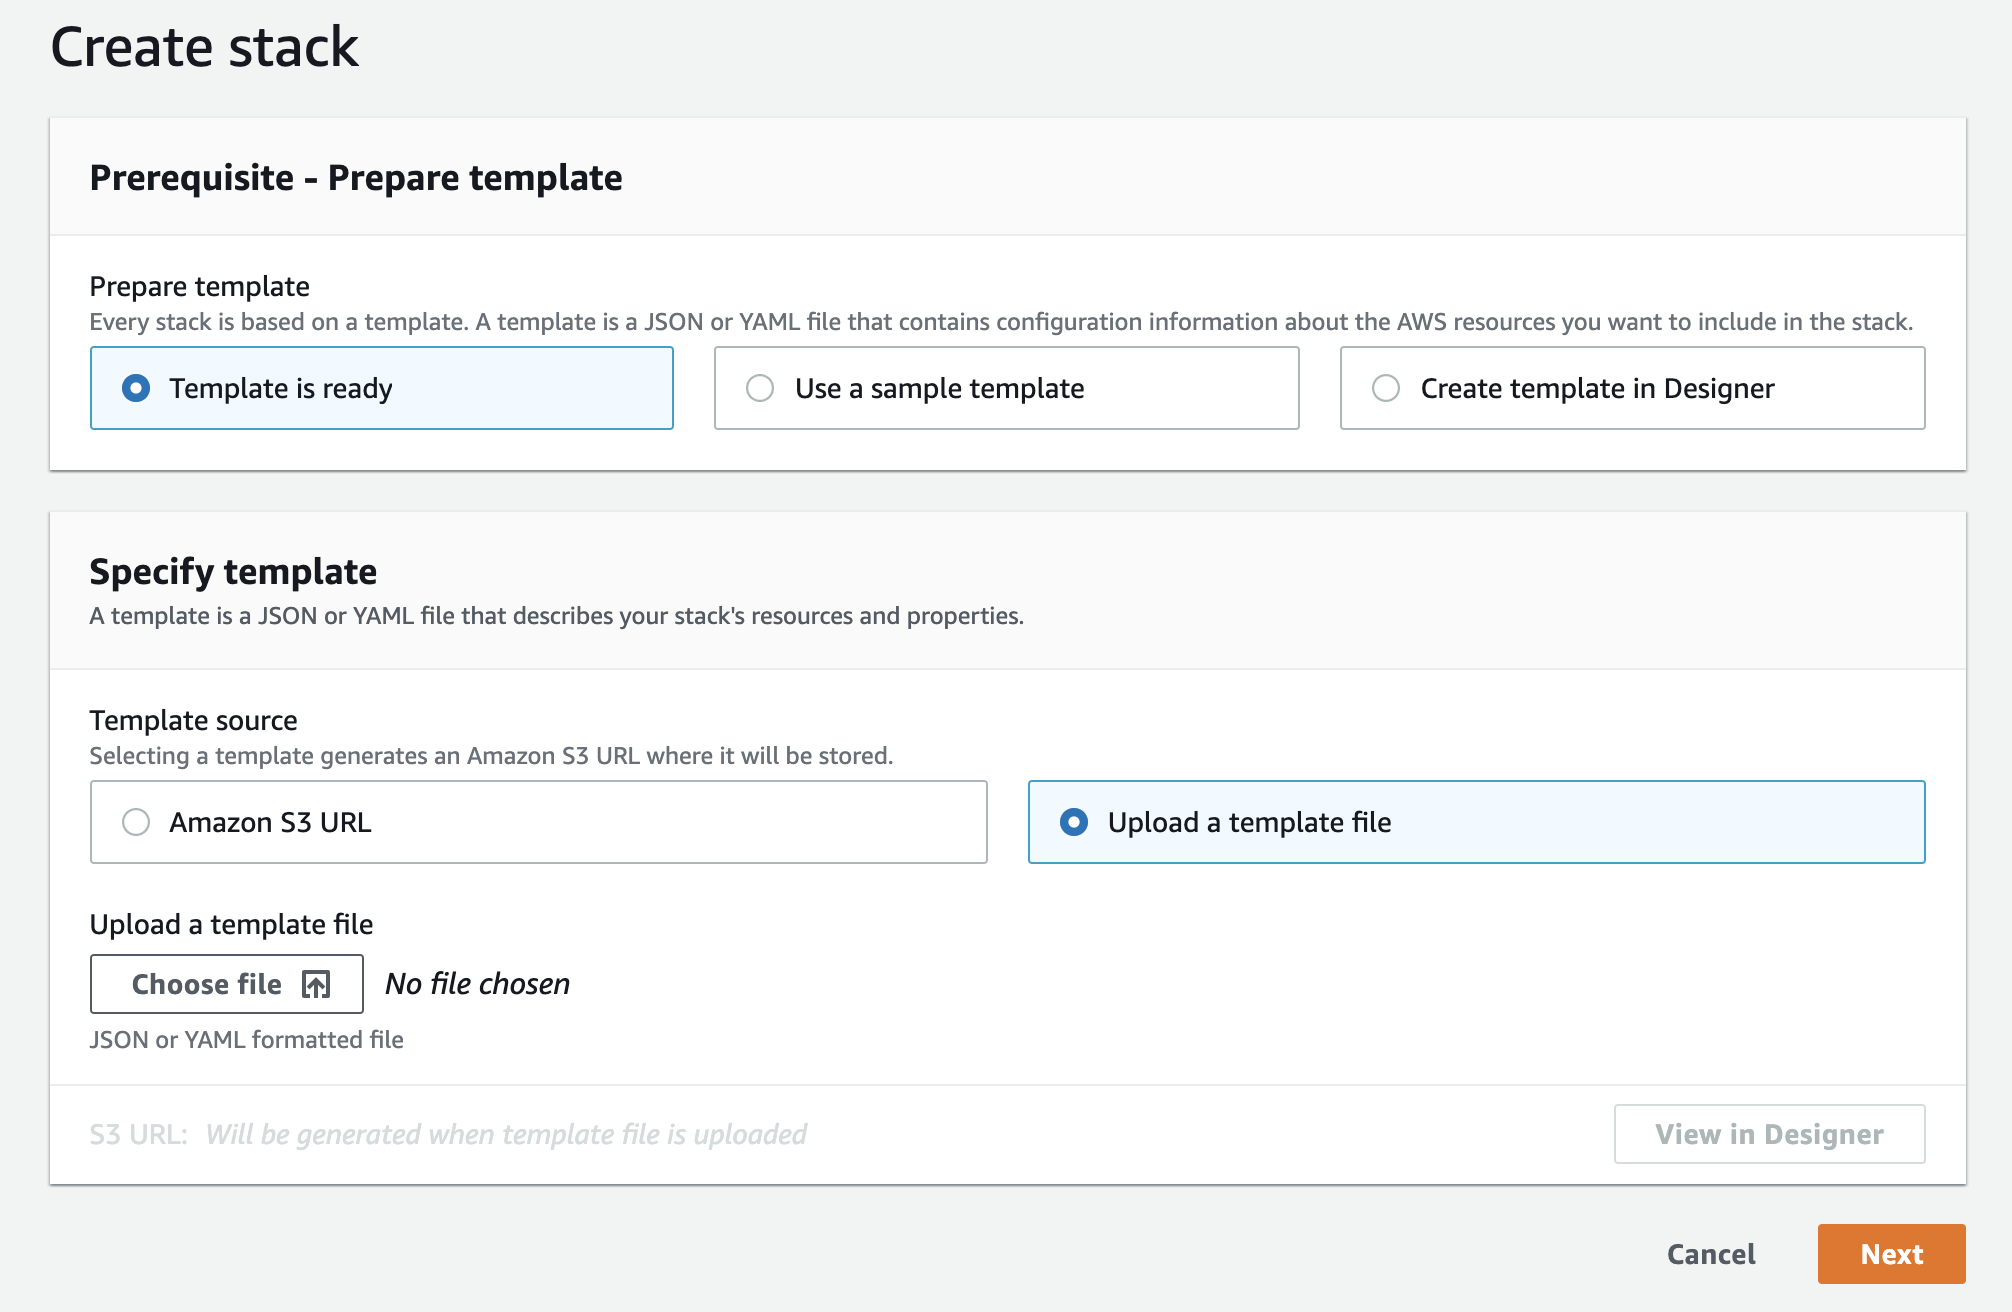 Create stack
Prerequisite - Prepare template
Prepare template
Every stack is based on a template. A template is a JSON or YAML file that contains configuration information about the AWS resources you want to include in the stack.
Template is ready
Use a sample template
Create template in Designer
Specify template
A template is a JSON or YAML file that describes your stack's resources and properties.
Template source
Selecting a template generates an Amazon S3 URL where it will be stored.
Amazon S3 URL
Upload a template file
Upload a template file
Choose file
No file chosen
JSON or YAML formatted file
S3 URL: Will be generated when template file is uploaded
View in Designer
Cancel
Next